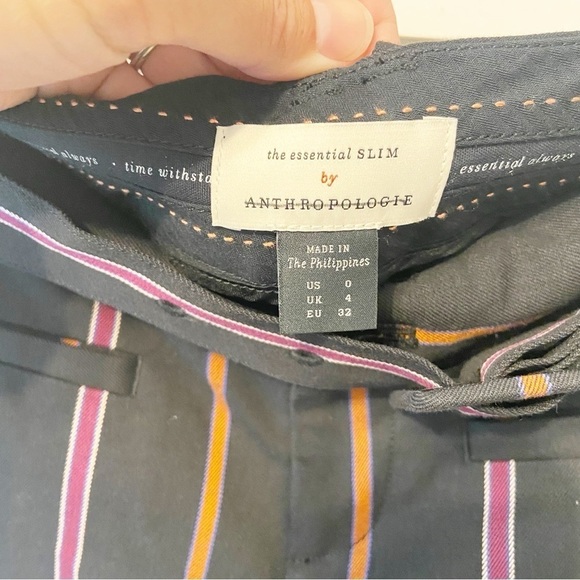 always • time withsto
the essential SLIM
by
ANTHROPOLOGIE
essential always
MADE IN
The Philippines
US 0
UK 4
EU 32